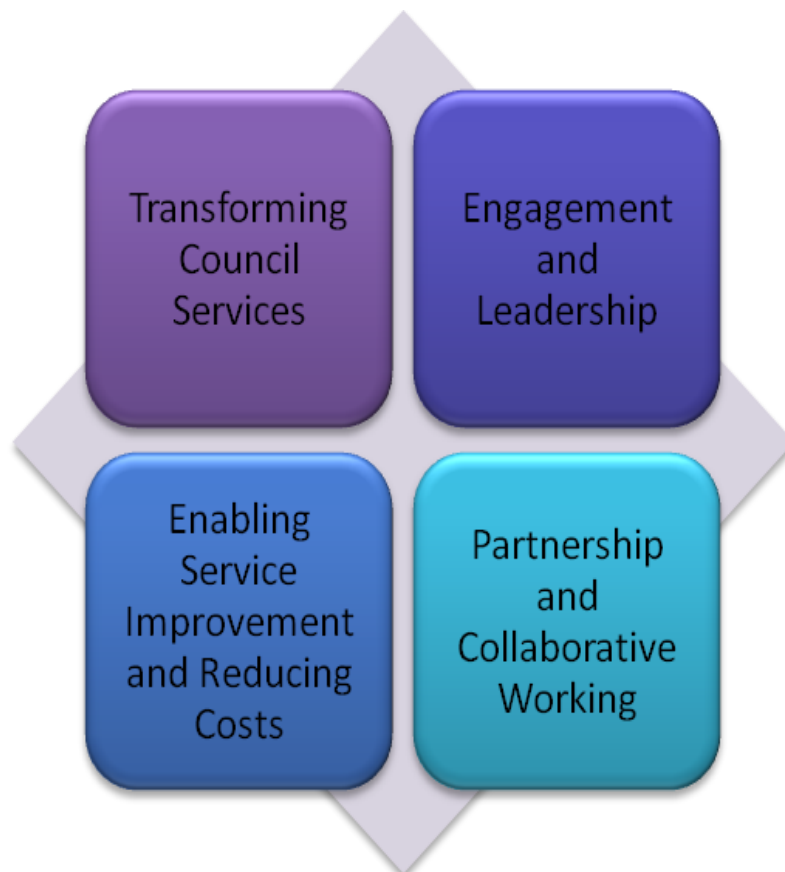 Transforming
Council
Services
Engagement
and
Leadership
Enabling
Service
Improvement
and Reducing
Costs
Partnership
and
Collaborative
Working